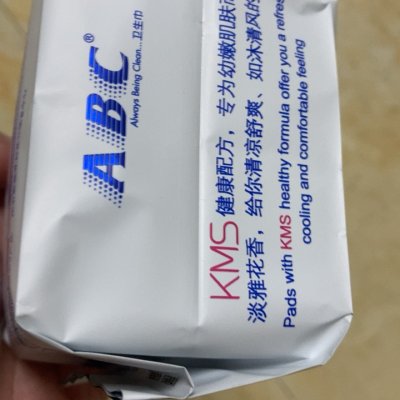 ABC®
Always Being Clean...卫生巾
KMS健康配方，专为幼嫩肌肤
淡雅花香，给你清凉舒爽、如沐清风的
Pads with KMS healthy formula offer you a refres
cooling and comfortable feeling